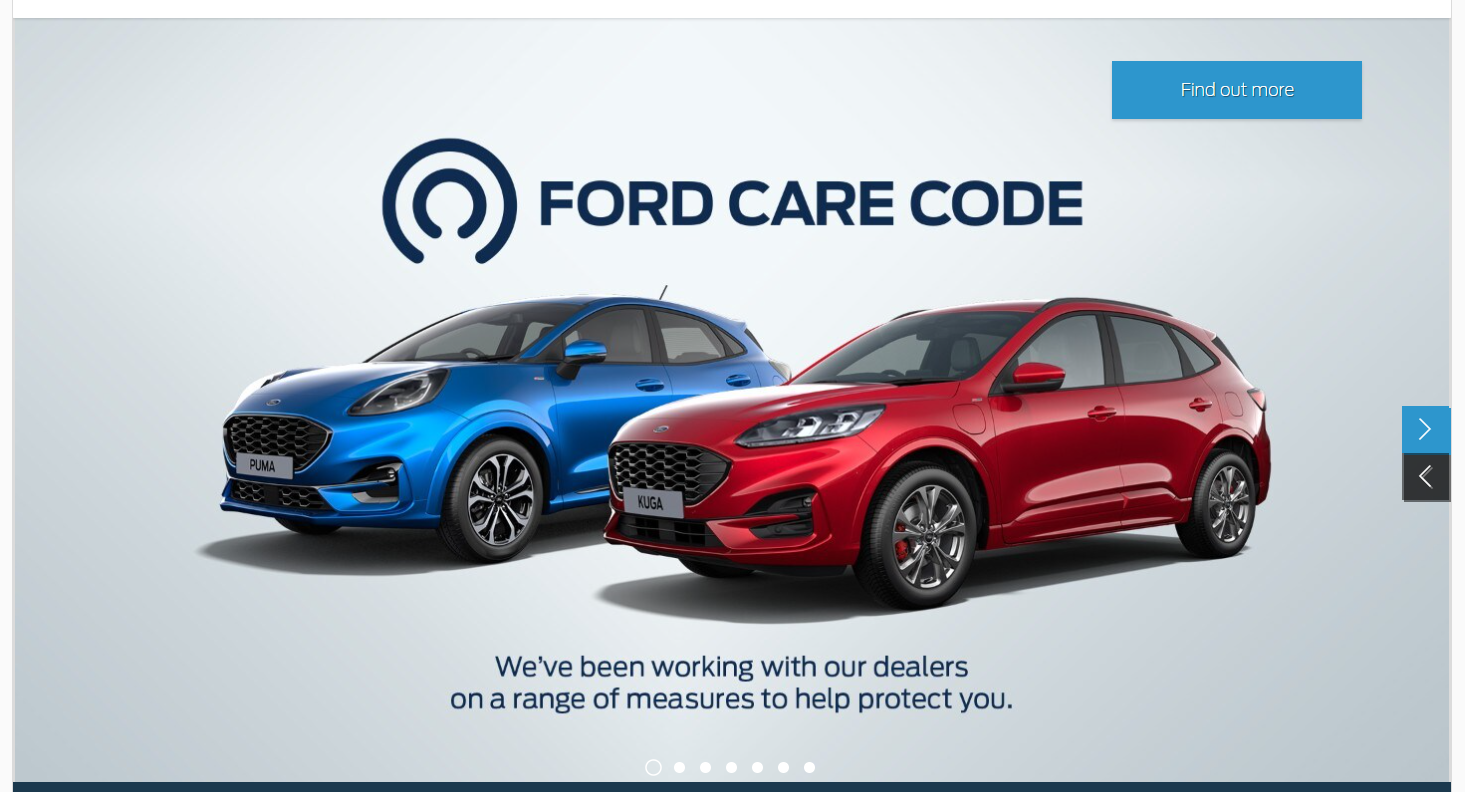 Find out more
FORD CARE CODE
PUMA
KUGA
We've been working with our dealers
on a range of measures to help protect you.